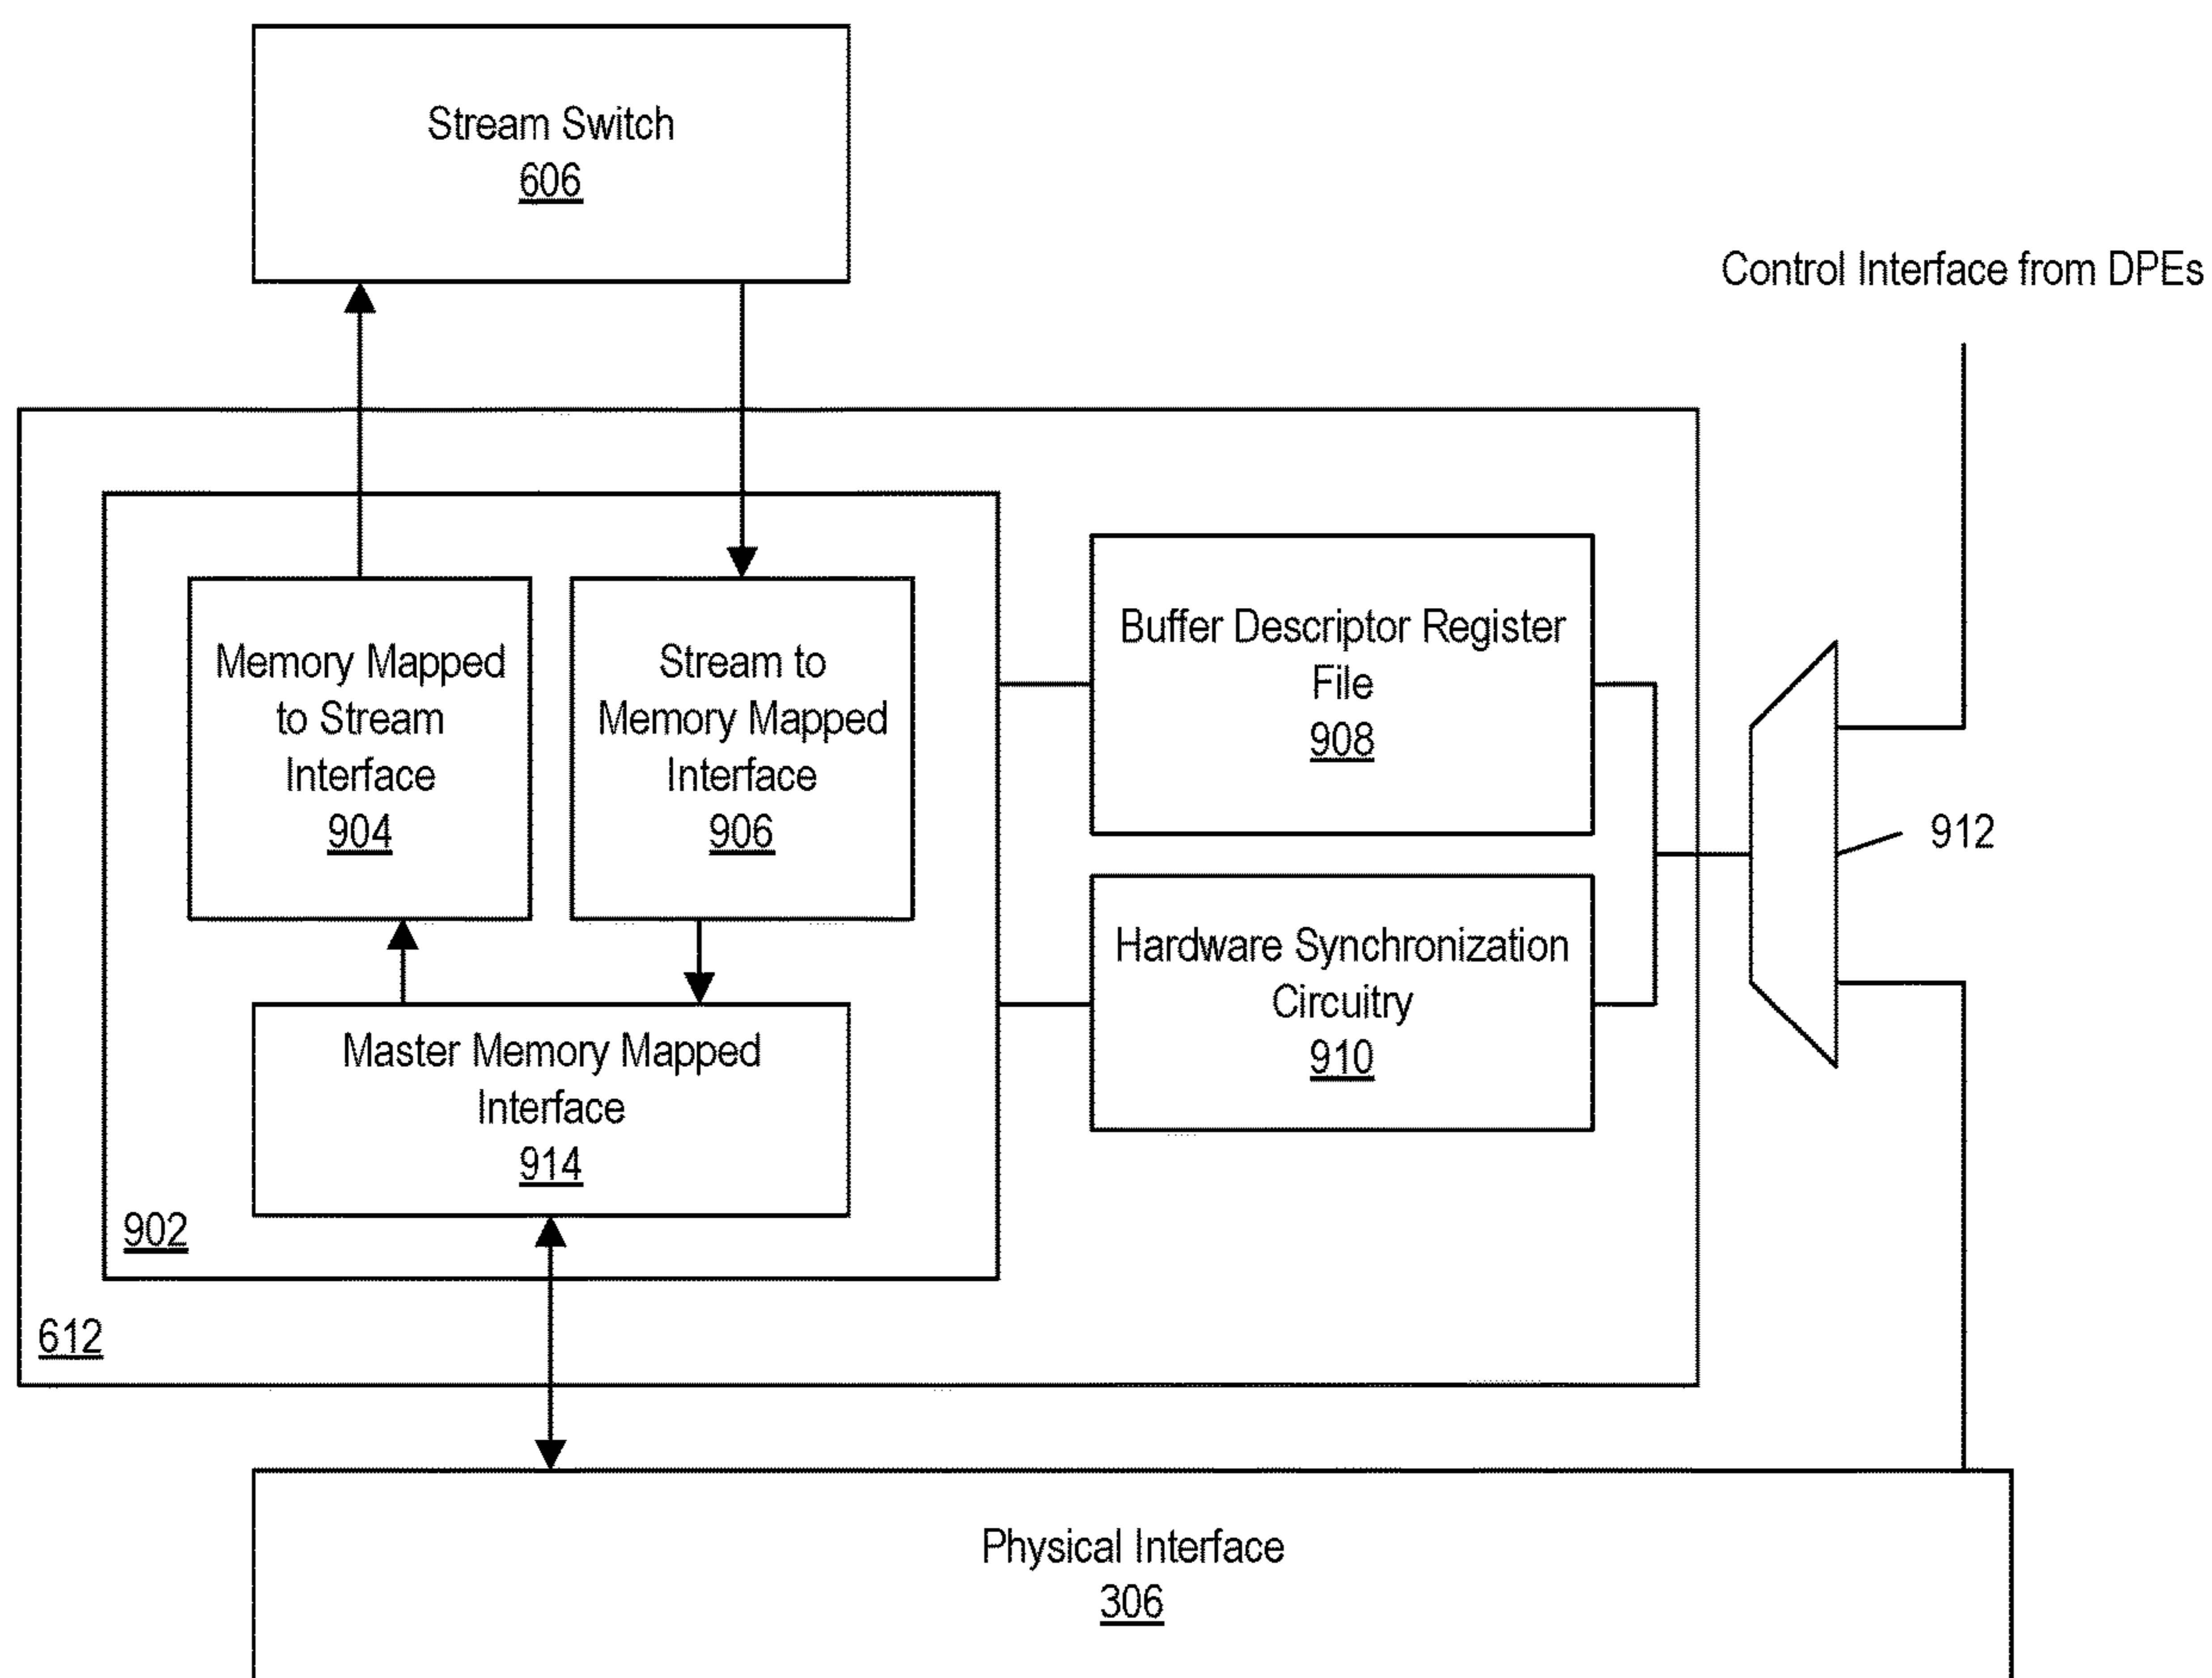 Stream Switch
606
Control Interface from DPEs
Memory Mapped
to Stream
Interface
904
Stream to
Memory Mapped
Interface
906
Buffer Descriptor Register
File
908
912
Hardware Synchronization
Circuitry
910
Master Memory Mapped
Interface
914
902
612
Physical Interface
306